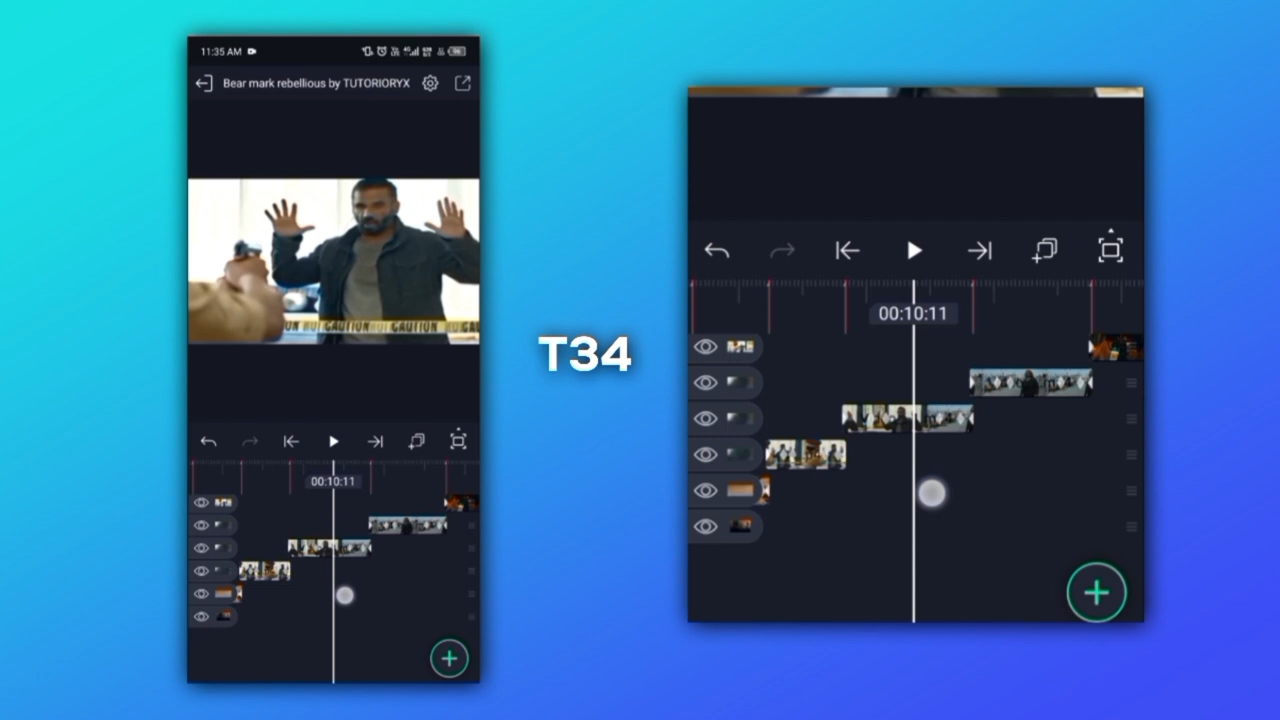 11:35 AM
Bear mark rebellious by TUTORIORYX
CAUTION CAUTION
00:10:11
T34
00:10:11